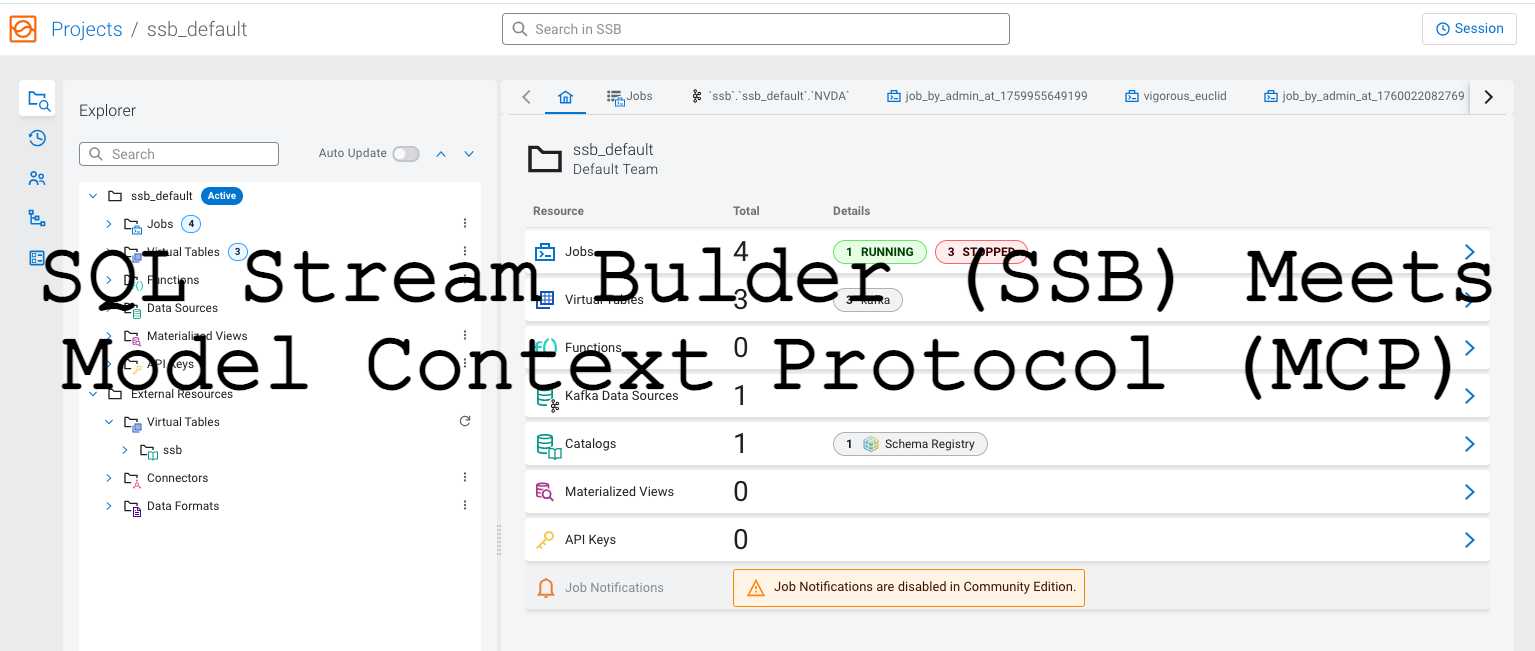 Projects / ssb_default
Search in SSB
Session
Explorer
Search
Auto Update
ssb_default Active
Jobs 4
Virtual Tables 3
Functions
Data Sources
Materialized Views
API Keys
External Resources
Virtual Tables
ssb
Connectors
Data Formats
Jobs
`ssb`.`ssb_default`.`NVDA`
job_by_admin_at_1759955649199
vigorous_euclid
job_by_admin_at_1760022082769
ssb_default
Default Team
Resource Total Details
Jobs 4 1 RUNNING 3 STOPPED
Virtual Tables 3 3 Kafka
Functions 0
Kafka Data Sources 1
Catalogs 1 1 Schema Registry
Materialized Views 0
API Keys 0
Job Notifications Job Notifications are disabled in Community Edition.
SQL Stream Bulder (SSB) Meets
Model Context Protocol (MCP)